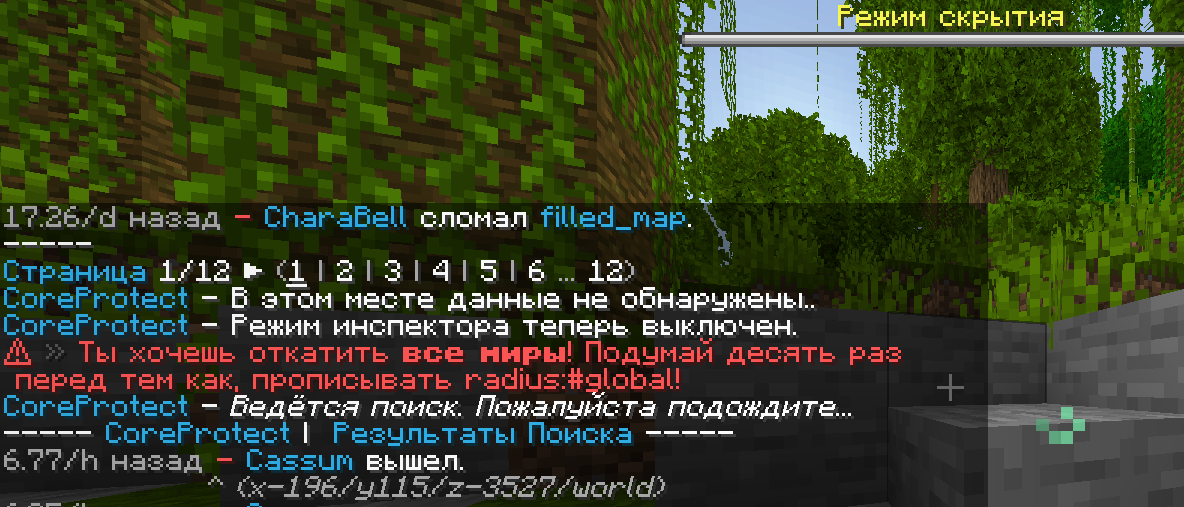 Режим скрытия
17.26/d назад - CharaBell сломал filled_map.
-----
Страница 1/12 ► (1 | 2 | 3 | 4 | 5 | 6 ... 12)
CoreProtect - В этом месте данные не обнаружены..
CoreProtect - Режим инспектора теперь выключен.
⚠ » Ты хочешь откатить все миры! Подумай десять раз
перед тем как, прописывать radius:#global!
CoreProtect - Ведётся поиск. Пожалуйста подождите...
----- CoreProtect | Результаты Поиска -----
6.77/h назад - Cassum вышел.
^ (x-196/y115/z-3527/world)